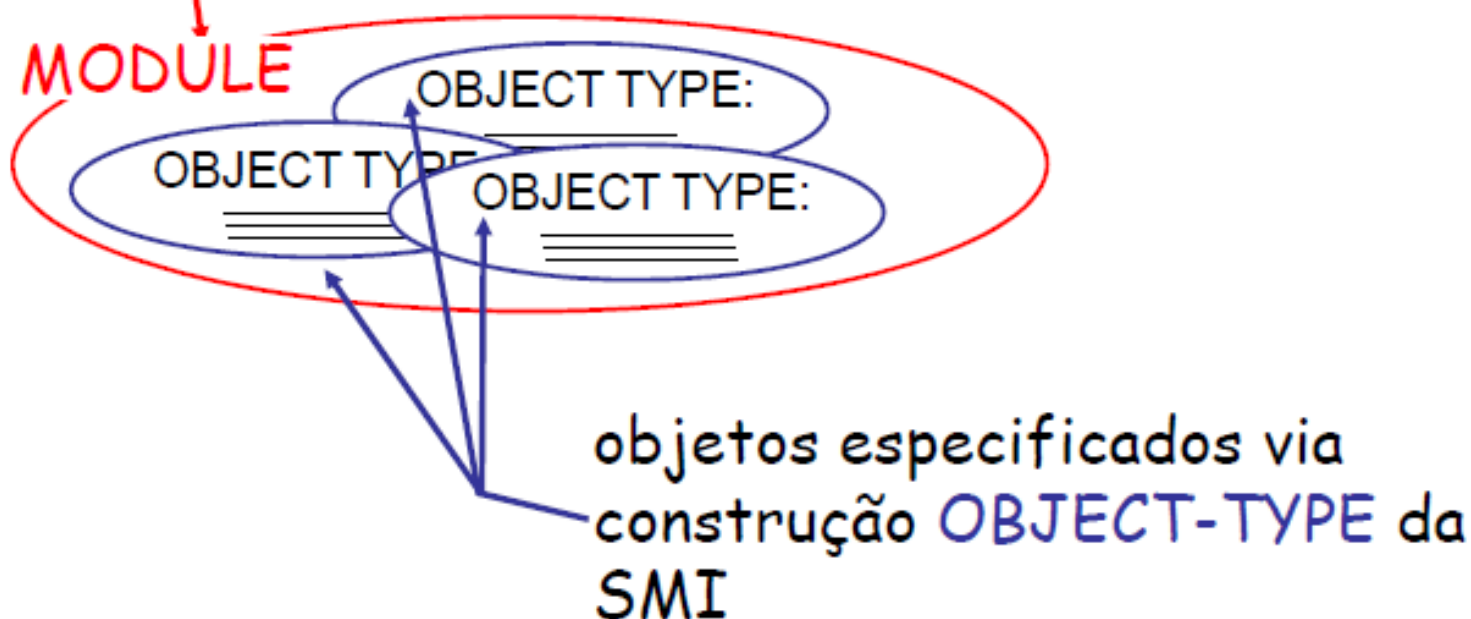 MODULE
OBJECT TYPE:
OBJECT TYPE
OBJECT TYPE:
objetos especificados via
construção OBJECT-TYPE da
SMI